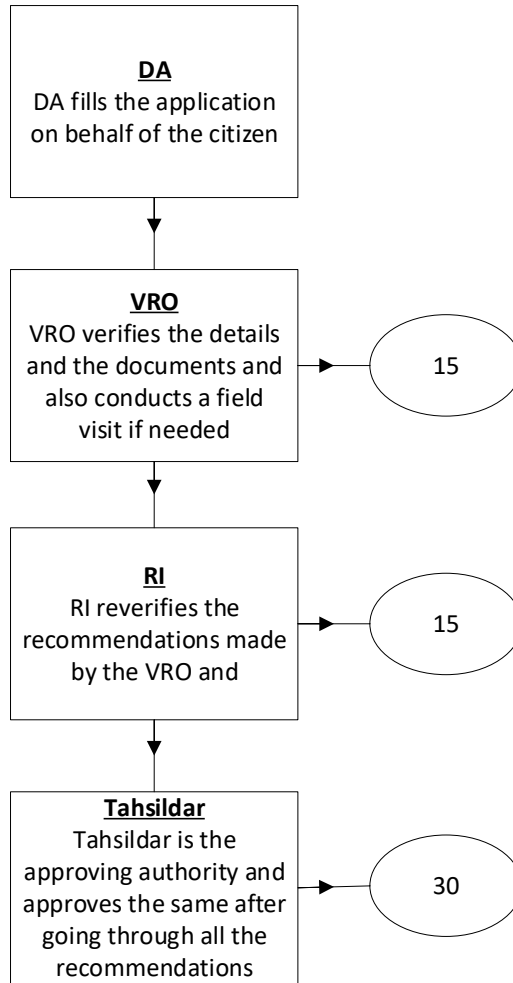 DA
DA fills the application
on behalf of the citizen
VRO
VRO verifies the details
and the documents and
also conducts a field
visit if needed
15
RI
RI reverifies the
recommendations made
by the VRO and
15
Tahsildar
Tahsildar is the
approving authority and
approves the same after
going through all the
recommendations
30